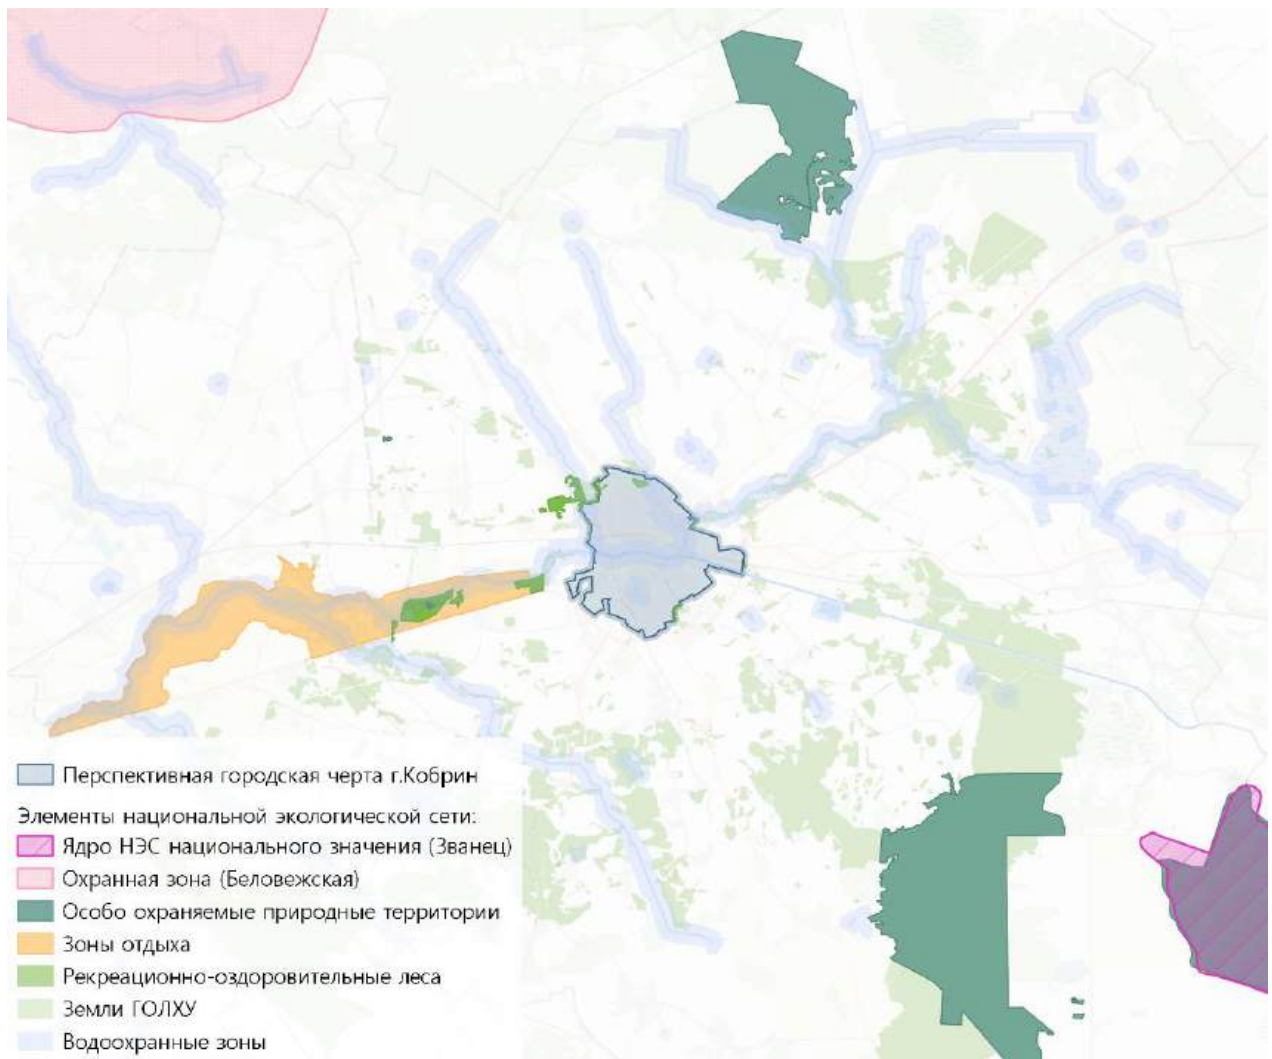 Перспективная городская черта г.Кобрин
Элементы национальной экологической сети:
Ядро НЭС национального значения (Званец)
Охранная зона (Беловежская)
Особо охраняемые природные территории
Зоны отдыха
Рекреационно-оздоровительные леса
Земли ГОЛХУ
Водоохранные зоны